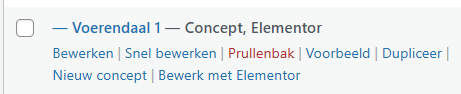 — Voerendaal 1 — Concept, Elementor
Bewerken | Snel bewerken | Prullenbak | Voorbeeld | Dupliceer |
Nieuw concept | Bewerk met Elementor